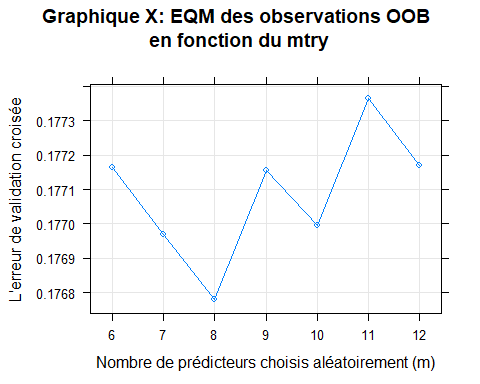 Graphique X: EQM des observations OOB
en fonction du mtry
L'erreur de validation croisée
0.1773
0.1772
0.1771
0.1770
0.1769
0.1768
6 7 8 9 10 11 12
Nombre de prédicteurs choisis aléatoirement (m)